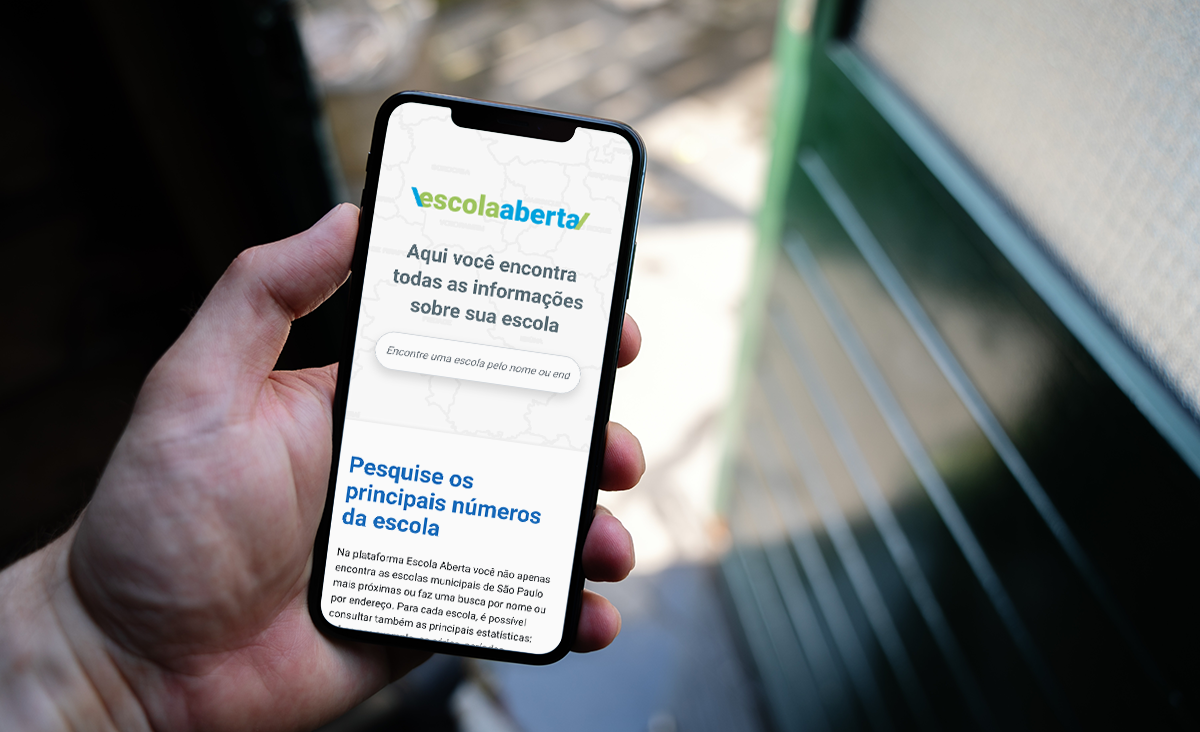 escolaaberta
Aqui você encontra
todas as informações
sobre sua escola
Encontre uma escola pelo nome ou end
Pesquise os
principais números
da escola
Na plataforma Escola Aberta você não apenas
encontra as escolas municipais de São Paulo
mais próximas ou faz uma busca por nome ou
por endereço. Para cada escola, é possível
consultar também as principais estatísticas: